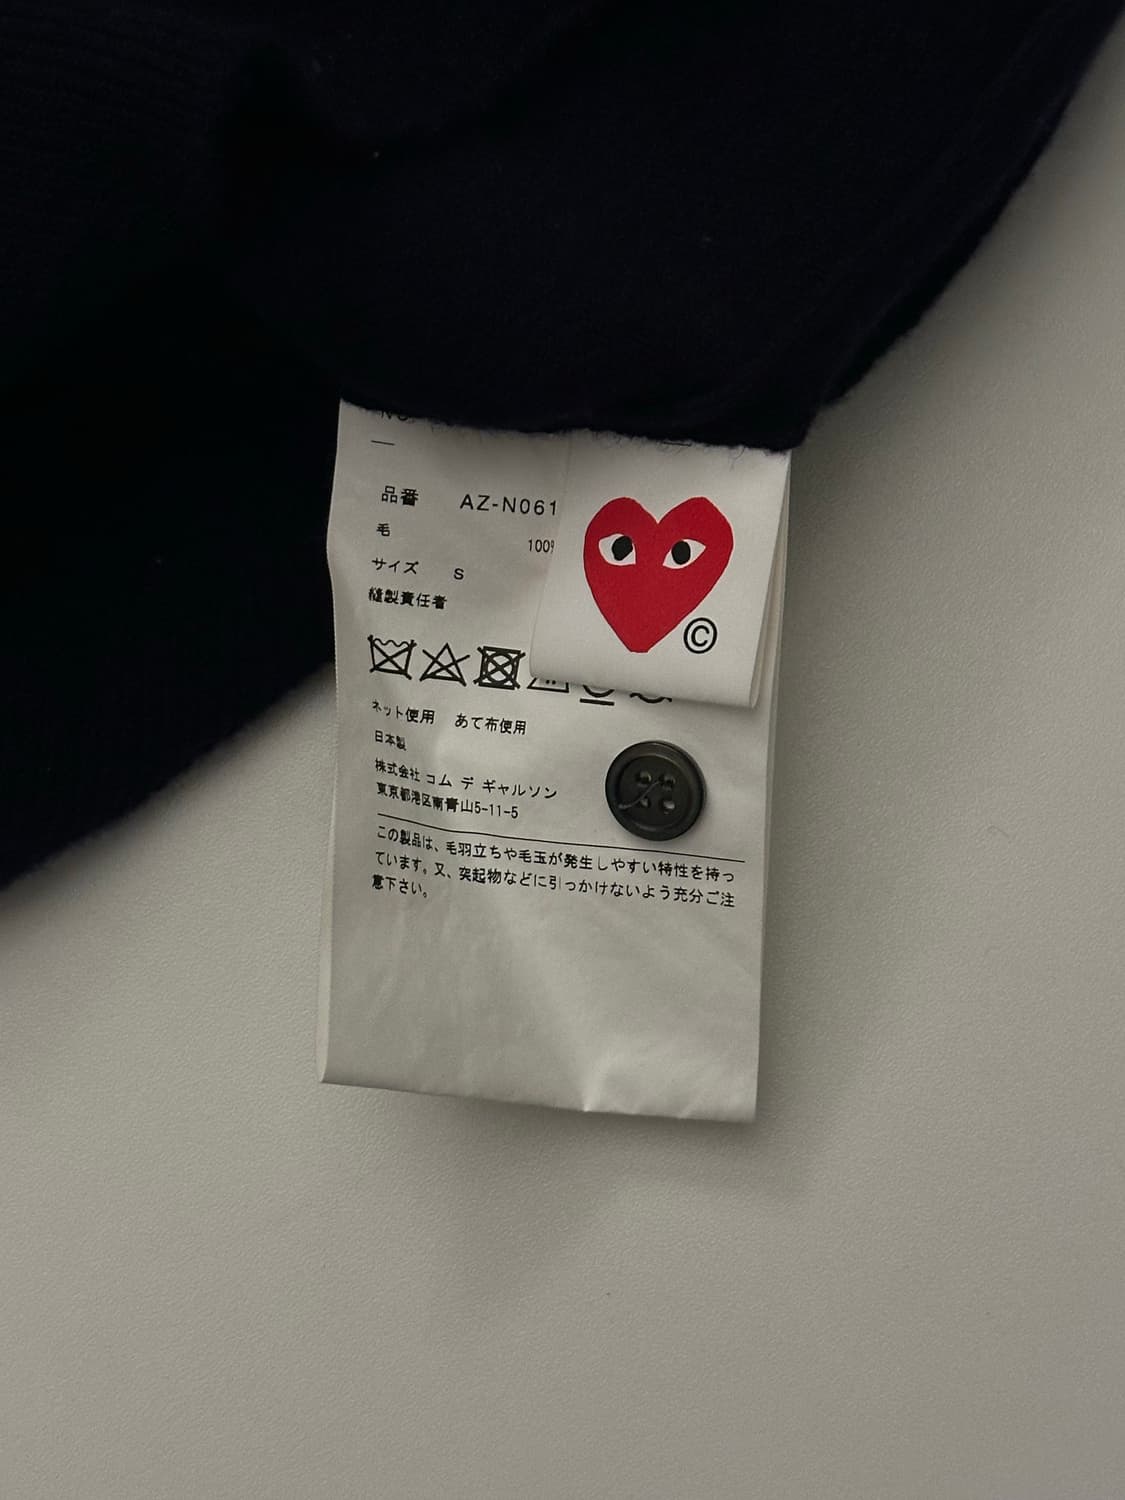 品番 AZ-N061
毛 100%
サイズ S
縫製責任者
©
ネット使用 あて布使用
日本製
株式会社 コム デ ギャルソン
東京都港区南青山5-11-5
この製品は、毛羽立ちや毛玉が発生しやすい特性を持っ
ています。又、突起物などに引っかけないよう充分ご注
意下さい。